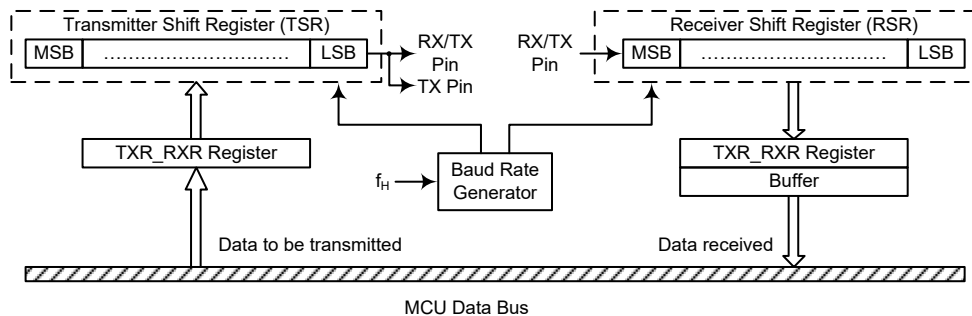 Transmitter Shift Register (TSR)
MSB ............................... LSB
RX/TX
Pin
TX Pin
RX/TX
Pin
Receiver Shift Register (RSR)
MSB ............................... LSB
TXR_RXR Register
fH
Baud Rate
Generator
TXR_RXR Register
Buffer
Data to be transmitted
Data received
MCU Data Bus